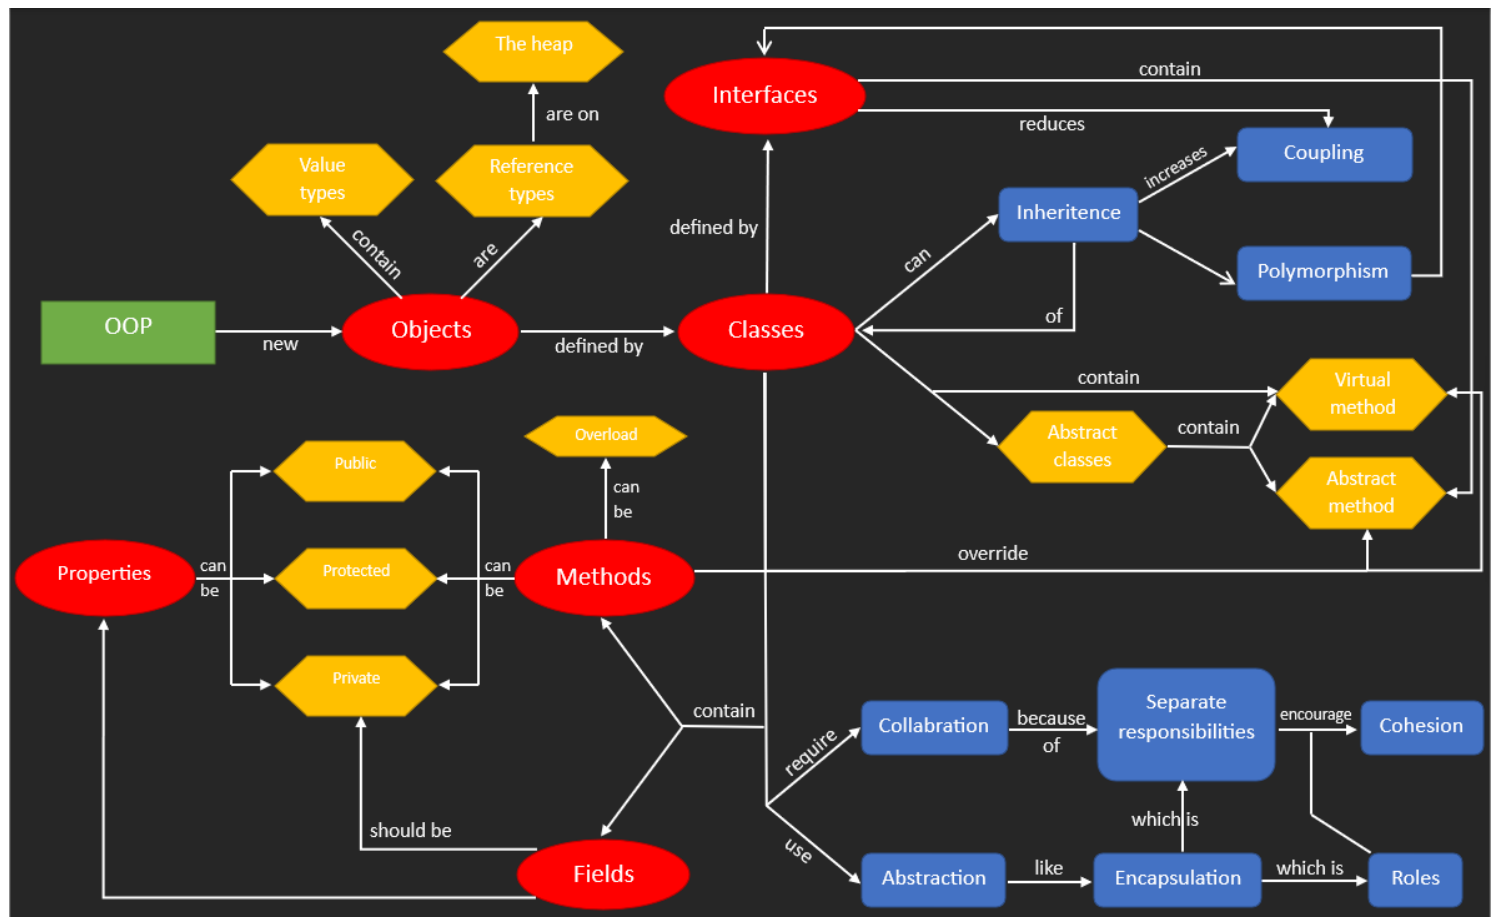 The heap
contain
Interfaces
are on
reduces
Value
types
Reference
types
Coupling
increases
Inheritence
defined by
contain
are
can
Polymorphism
OOP
new
Objects
defined by
Classes
of
contain
Virtual
method
Abstract
classes
contain
Abstract
method
Overload
can
be
Public
Properties
can
be
Protected
can
be
Methods
override
Private
contain
require
Collabration
because
of
Separate
responsibilities
encourage
Cohesion
should be
which is
use
Fields
Abstraction
like
Encapsulation
which is
Roles